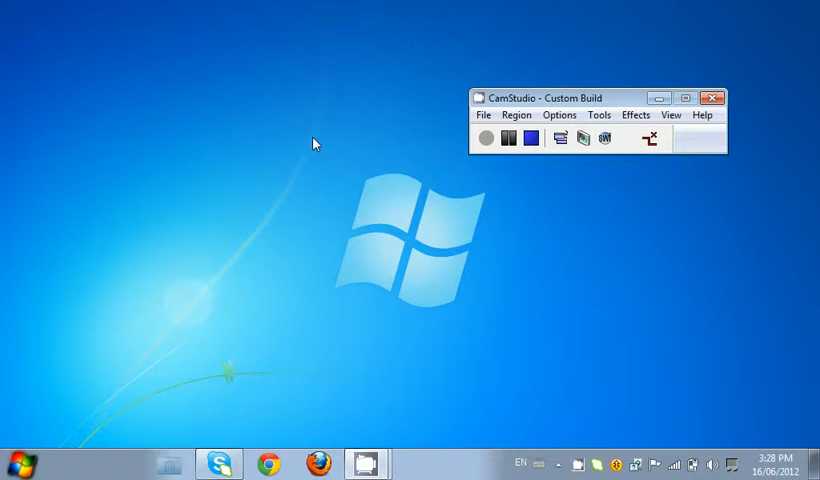 CamStudio - Custom Build
File Region Options Tools Effects View Help
EN
3:28 PM
16/06/2012